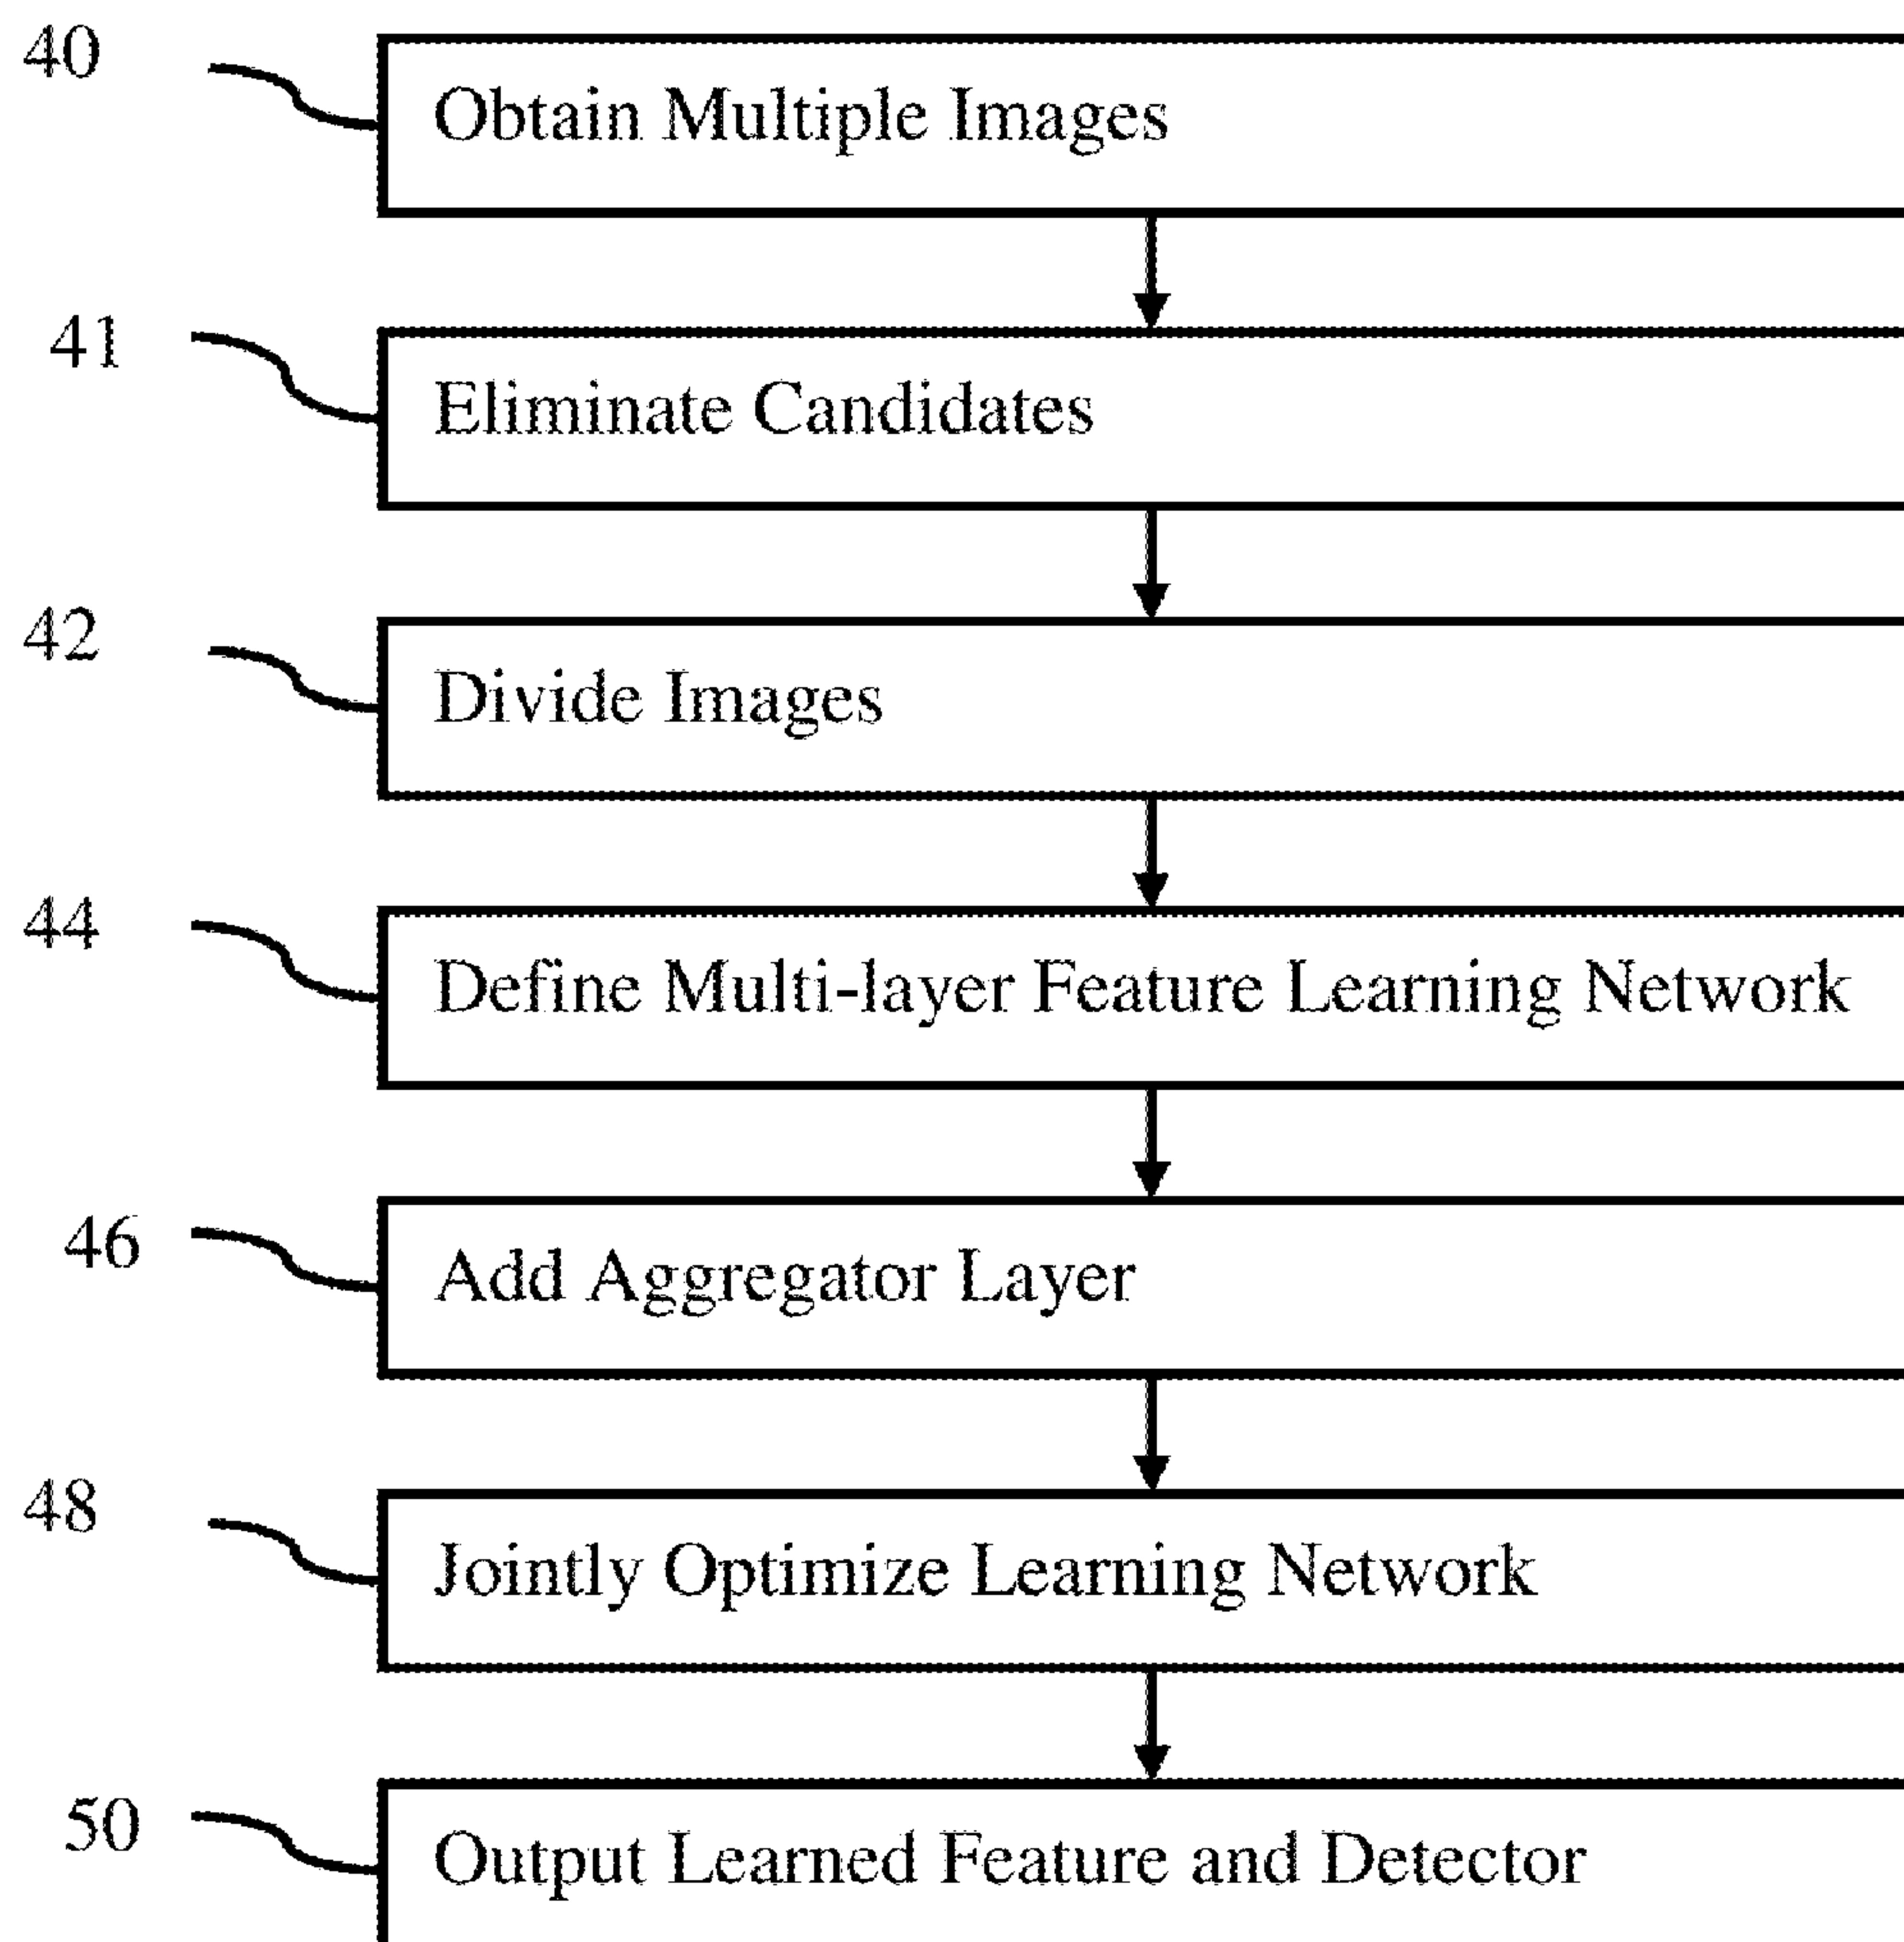 40
Obtain Multiple Images
41
Eliminate Candidates
42
Divide Images
44
Define Multi-layer Feature Learning Network
46
Add Aggregator Layer
48
Jointly Optimize Learning Network
50
Output Learned Feature and Detector